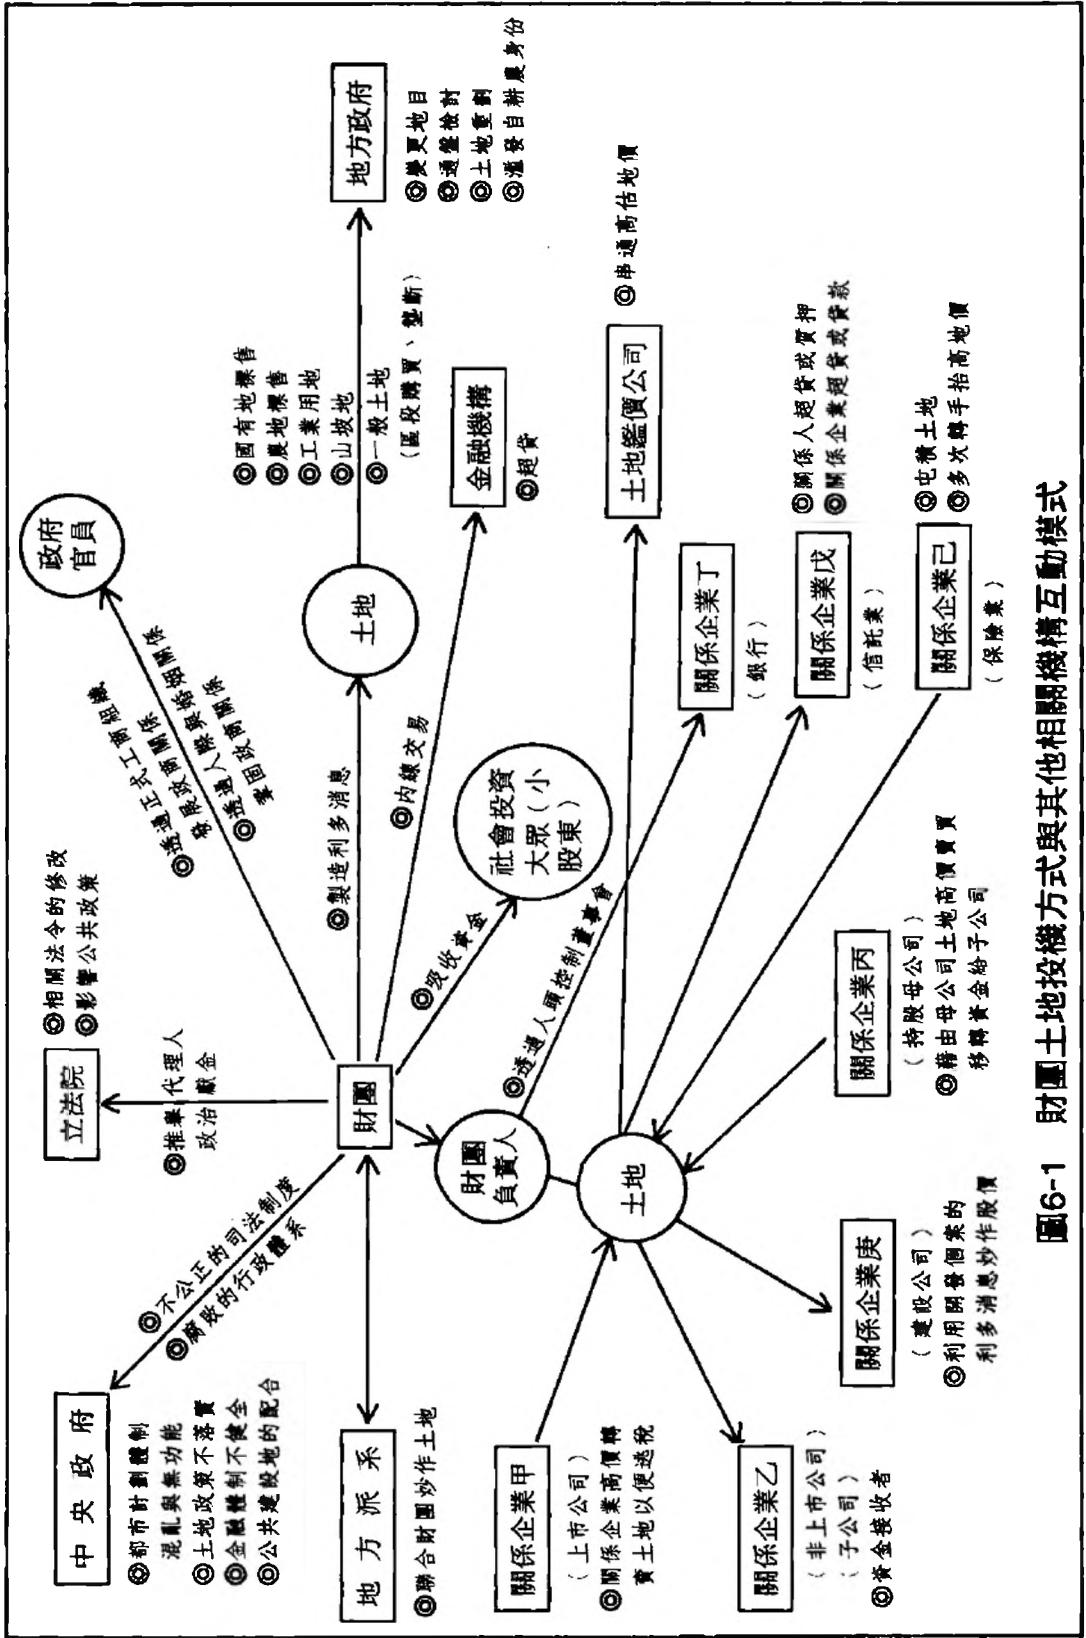 中央政府
◎都市計劃體制
混亂與無功能
◎土地政策不落實
◎金融體制不健全
◎公共建設地的配合
◎不公正的司法制度
◎腐敗的行政體系
立法院
◎相關法令的修改
◎影響公共政策
◎推舉代理人
政治獻金
政府
官員
◎透過正式工商組織
發展政商關係
◎透過人脈與婚姻關係
鞏固政商關係
地方派系
◎聯合財團炒作土地
財團
◎製造利多消息
土地
◎國有地標售
◎農地標售
◎工業用地
◎山坡地
◎一般土地
(區段購買、壟斷)
地方政府
◎變更地目
◎通盤檢討
◎土地重劃
◎濫發自耕農身份
◎內線交易
金融機構
◎超貸
◎吸收資金
社會投資
大眾(小
股東)
財團
負責人
◎透過人頭控制董事會
土地
土地鑑價公司
◎串通高估地價
關係企業甲
(上市公司)
◎關係企業高價轉
賣土地以便逃稅
關係企業乙
(非上市公司)
(子公司)
◎資金接收者
關係企業庚
(建設公司)
◎利用開發個案的
利多消息炒作股價
關係企業丙
(持股母公司)
◎藉由母公司土地高價賣買
移轉資金給子公司
關係企業丁
(銀行)
關係企業戊
(信託業)
◎關係人超貸或質押
◎關係企業超貸或貸款
關係企業己
(保險業)
◎屯積土地
◎多次轉手抬高地價
圖6-1 財團土地投機方式與其他相關機構互動模式